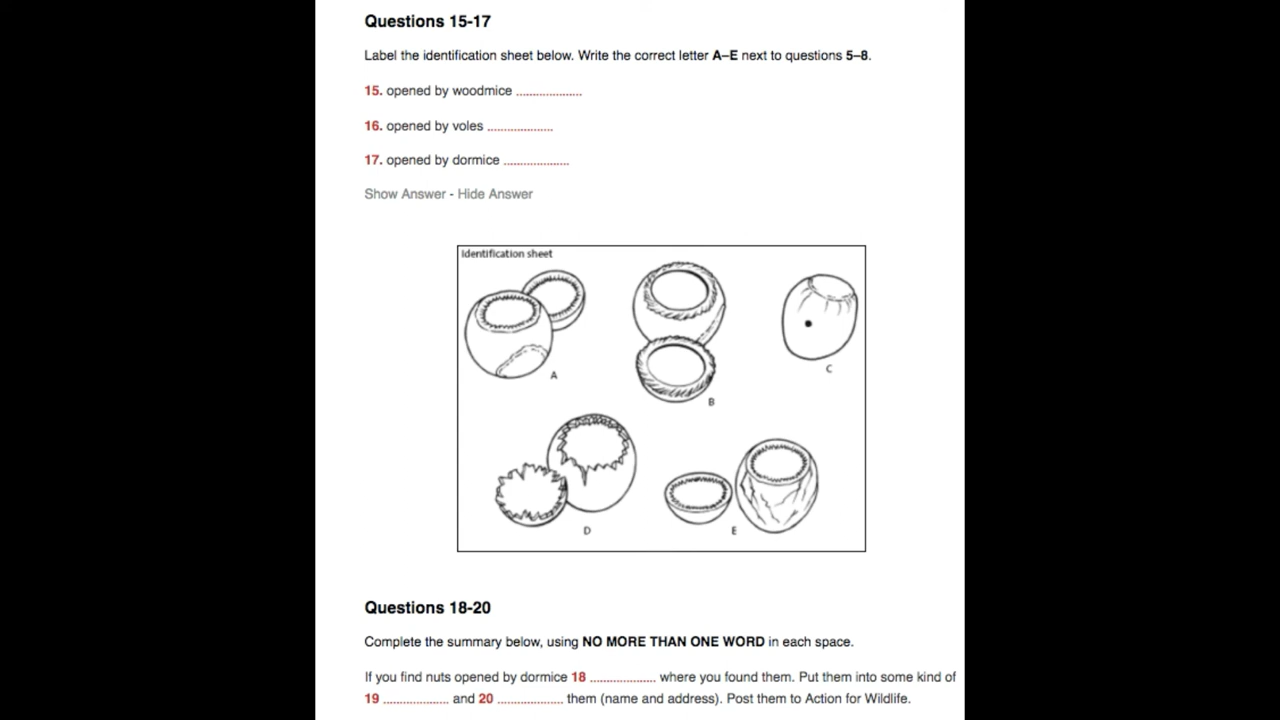 Questions 15-17
Label the identification sheet below. Write the correct letter A–E next to questions 5–8.
15. opened by woodmice ....................
16. opened by voles ....................
17. opened by dormice ....................
Show Answer - Hide Answer
Identification sheet
A
B
C
D
E
Questions 18-20
Complete the summary below, using NO MORE THAN ONE WORD in each space.
If you find nuts opened by dormice 18 .................... where you found them. Put them into some kind of
19 .................... and 20 .................... them (name and address). Post them to Action for Wildlife.